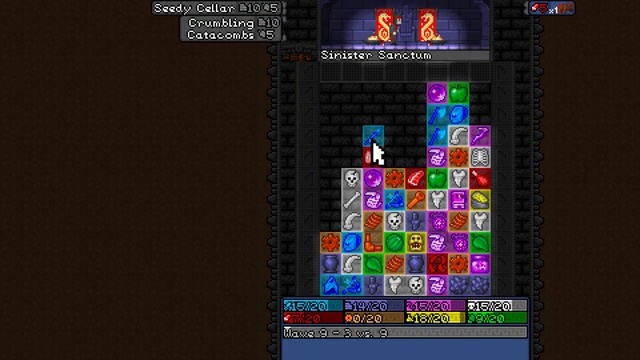 Seedy Cellar 10 5
Crumbling 10
Catacombs 5
x1
Sinister Sanctum
15/20 14/20 15/20 15/20
/20 0/20 18/20 9/20
Wave 9 - 3 vs. 9